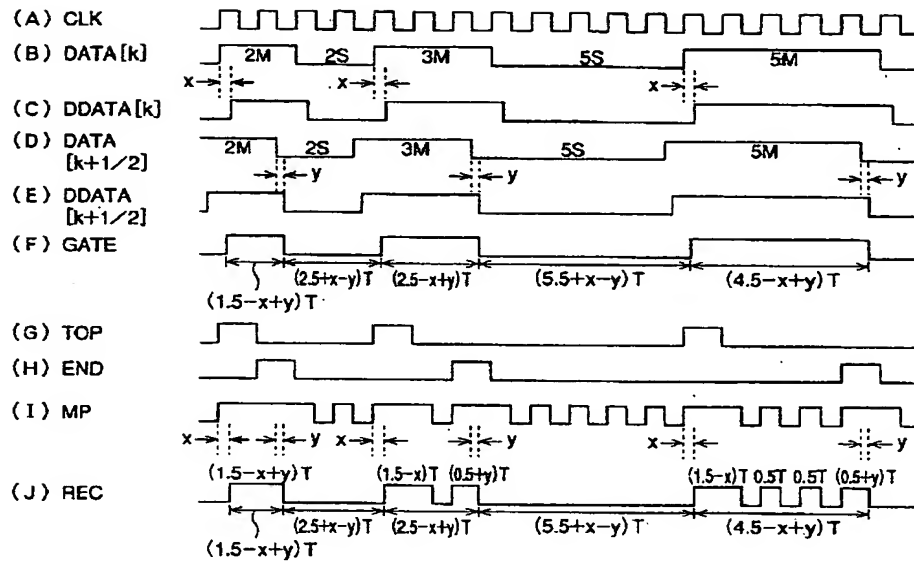 (A) CLK
(B) DATA[k]
2M 2S 3M 5S 5M
x x x
(C) DDATA[k]
(D) DATA
[k+1/2]
2M 2S 3M 5S 5M
y y y
(E) DDATA
[k+1/2]
(F) GATE
(2.5+x-y)T (2.5-x+y)T (5.5+x-y)T (4.5-x+y)T
(1.5-x+y)T
(G) TOP
(H) END
(I) MP
x y x y x y
(1.5-x+y)T (1.5-x)T (0.5+y)T (1.5-x)T 0.5T 0.5T (0.5+y)T
(J) REC
(2.5+x-y)T (2.5-x+y)T (5.5+x-y)T (4.5-x+y)T
(1.5-x+y)T